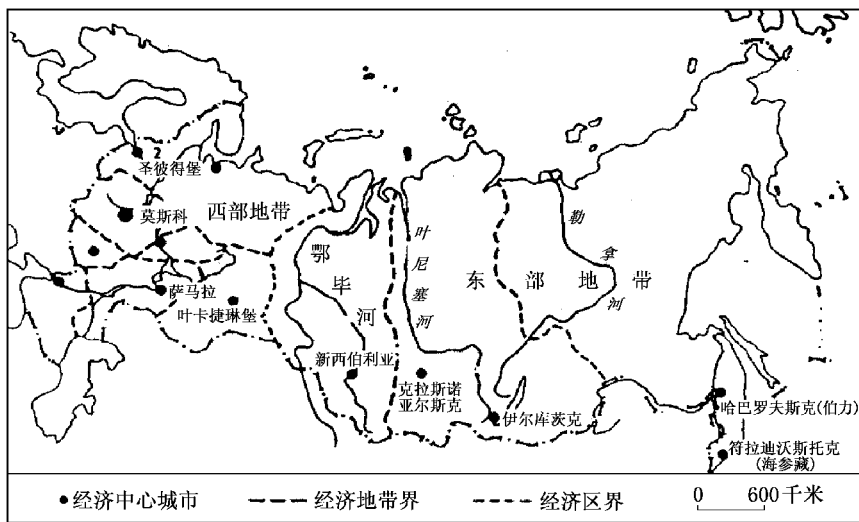 2
圣彼得堡
莫斯科
西部地带
萨马拉
叶卡捷琳堡
鄂毕河
新西伯利亚
叶尼塞河
克拉斯诺
亚尔斯克
东部地带
伊尔库茨克
勒拿河
哈巴罗夫斯克(伯力)
符拉迪沃斯托克
(海参藏)
经济中心城市
经济地带界
经济区界
0 600千米